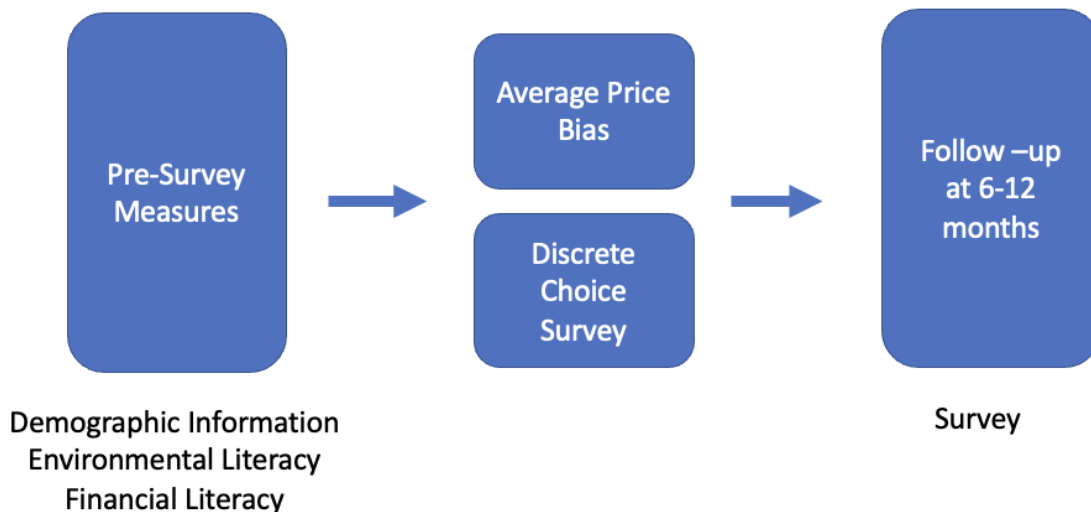 Pre-Survey
Measures
Average Price
Bias
Discrete
Choice
Survey
Follow –up
at 6-12
months
Demographic Information
Environmental Literacy
Financial Literacy
Survey